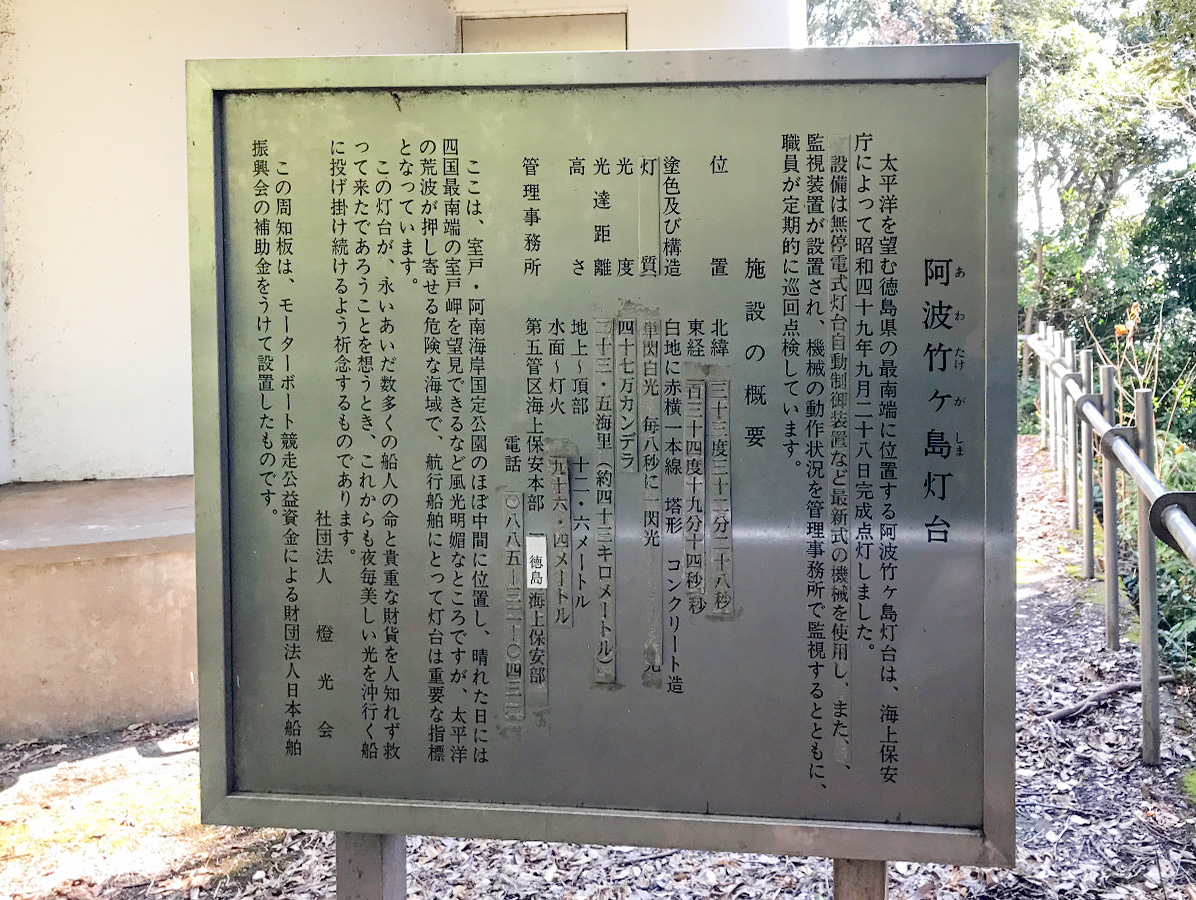 阿波竹ヶ島灯台
あわたけがしま
太平洋を望む徳島県の最南端に位置する阿波竹ヶ島灯台は、海上保安
庁によって昭和四十九年九月二十八日完成点灯しました。
設備は無停電式灯台自動制御装置など最新式の機械を使用し、また、
監視装置が設置され、機械の動作状況を管理事務所で監視するとともに、
職員が定期的に巡回点検しています。
施設の概要
位置 北緯 三十三度三十二分二十八秒
東経 百三十四度十九分十四秒
塗色及び構造 白地に赤横一本線 塔形 コンクリート造
灯質 単閃白光 毎八秒に一閃光
光度 四十七万カンデラ
光達距離 二十三・五海里(約四十三キロメートル)
高さ 地上〜頂部 十二・六メートル
水面〜灯火 九十六・四メートル
管理事務所 第五管区海上保安本部 徳島海上保安部
電話 〇八八五−三二−〇四三一
ここは、室戸・阿南海岸国定公園のほぼ中間に位置し、晴れた日には
四国最南端の室戸岬を望見できるなど風光明媚なところですが、太平洋
の荒波が押し寄せる危険な海域で、航行船舶にとって灯台は重要な指標
となっています。
この灯台が、永いあいだ数多くの船人の命と貴重な財貨を人知れず救
って来たであろうことを想うとき、これからも夜毎美しい光を沖行く船
に投げ掛け続けるよう祈念するものであります。
社団法人 燈光会
この周知板は、モーターボート競走公益資金による財団法人日本船舶
振興会の補助金をうけて設置したものです。